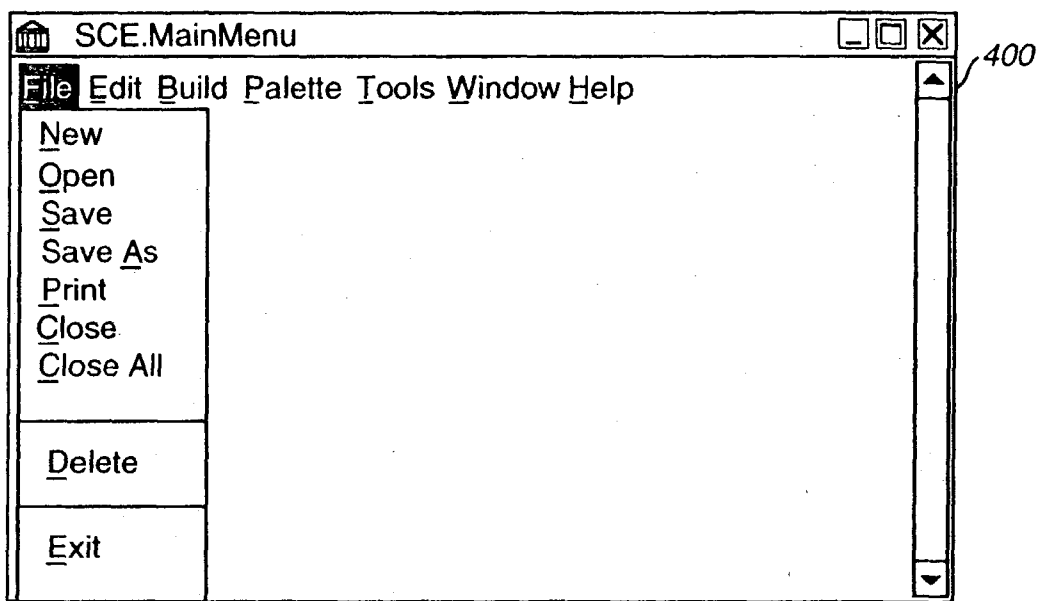 SCE.MainMenu
400
File Edit Build Palette Tools Window Help
New
Open
Save
Save As
Print
Close
Close All
Delete
Exit